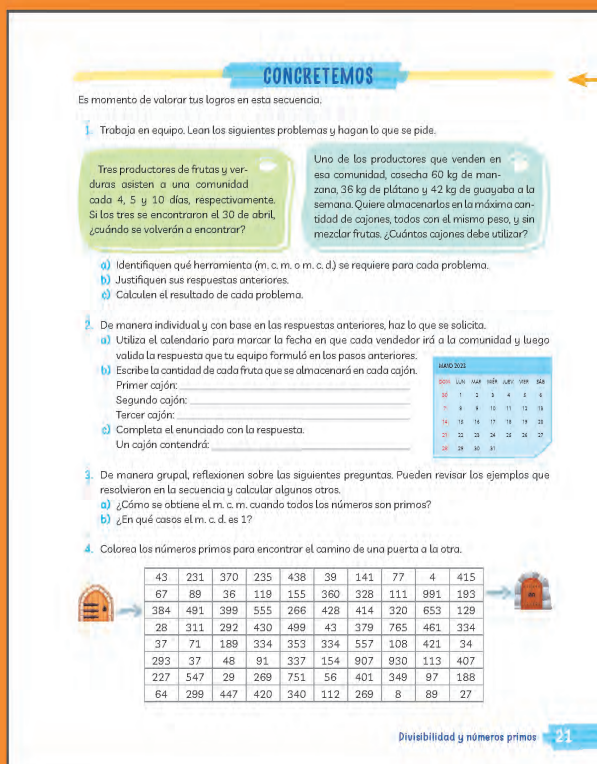 CONCRETEMOS
Es momento de valorar tus logros en esta secuencia.
1. Trabaja en equipo. Lean los siguientes problemas y hagan lo que se pide.
Tres productores de frutas y ver-
duras asisten a una comunidad
cada 4, 5 y 10 días, respectivamente.
Si los tres se encontraron el 30 de abril,
¿cuándo se volverán a encontrar?
Uno de los productores que venden en
esa comunidad, cosecha 60 kg de man-
zana, 36 kg de plátano y 42 kg de guayaba a la
semana. Quiere almacenarlos en la máxima can-
tidad de cajones, todos con el mismo peso, y sin
mezclar frutas. ¿Cuántos cajones debe utilizar?
a) Identifiquen qué herramienta (m. c. m. o m. c. d.) se requiere para cada problema.
b) Justifiquen sus respuestas anteriores.
c) Calculen el resultado de cada problema.
2. De manera individual y con base en las respuestas anteriores, haz lo que se solicita.
a) Utiliza el calendario para marcar la fecha en que cada vendedor irá a la comunidad y luego
valida la respuesta que tu equipo formuló en los pasos anteriores.
b) Escribe la cantidad de cada fruta que se almacenará en cada cajón.
Primer cajón:
Segundo cajón:
Tercer cajón:
c) Completa el enunciado con la respuesta.
Un cajón contendrá:
MAYO 2023
DOM LUN MAR MIÉR JUEV VIER SÁB
30 1 2 3 4 5 6
7 8 9 10 11 12 13
14 15 16 17 18 19 20
21 22 23 24 25 26 27
28 29 30 31
3. De manera grupal, reflexionen sobre las siguientes preguntas. Pueden revisar los ejemplos que
resolvieron en la secuencia y calcular algunos otros.
a) ¿Cómo se obtiene el m. c. m. cuando todos los números son primos?
b) ¿En qué casos el m. c. d. es 1?
4. Colorea los números primos para encontrar el camino de una puerta a la otra.
43 231 370 235 438 39 141 77 4 415
67 89 36 119 155 360 328 111 991 193
384 491 399 555 266 428 414 320 653 129
28 311 292 430 499 43 379 765 461 334
37 71 189 334 353 334 557 108 421 34
293 37 48 91 337 154 907 930 113 407
227 547 29 269 751 56 401 349 97 188
64 299 447 420 340 112 269 8 89 27
Divisibilidad y números primos 21